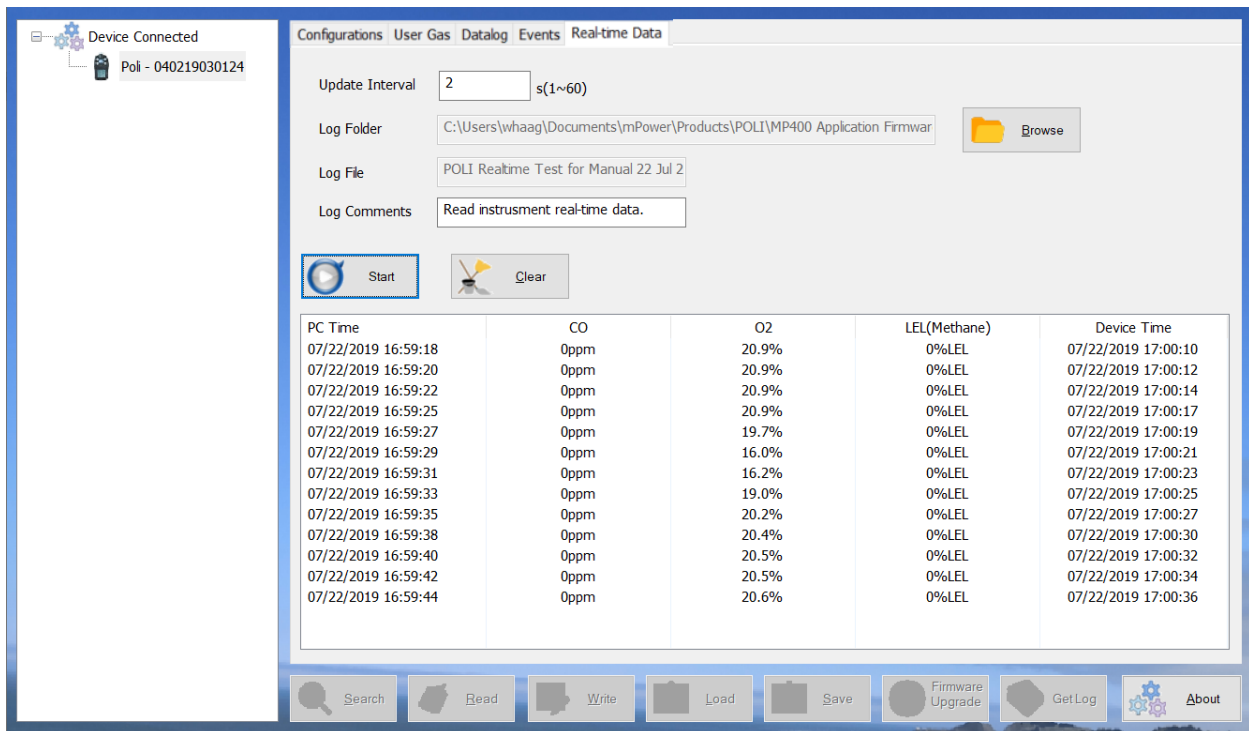 Device Connected
Poli - 040219030124
Configurations User Gas Datalog Events Real-time Data
Update Interval 2 s(1~60)
Log Folder C:\Users\whaag\Documents\mPower\Products\POLI\MP400 Application Firmwar Browse
Log File POLI Realtime Test for Manual 22 Jul 2
Log Comments Read instrusment real-time data.
Start Clear
PC Time CO O2 LEL(Methane) Device Time
07/22/2019 16:59:18 0ppm 20.9% 0%LEL 07/22/2019 17:00:10
07/22/2019 16:59:20 0ppm 20.9% 0%LEL 07/22/2019 17:00:12
07/22/2019 16:59:22 0ppm 20.9% 0%LEL 07/22/2019 17:00:14
07/22/2019 16:59:25 0ppm 20.9% 0%LEL 07/22/2019 17:00:17
07/22/2019 16:59:27 0ppm 19.7% 0%LEL 07/22/2019 17:00:19
07/22/2019 16:59:29 0ppm 16.0% 0%LEL 07/22/2019 17:00:21
07/22/2019 16:59:31 0ppm 16.2% 0%LEL 07/22/2019 17:00:23
07/22/2019 16:59:33 0ppm 19.0% 0%LEL 07/22/2019 17:00:25
07/22/2019 16:59:35 0ppm 20.2% 0%LEL 07/22/2019 17:00:27
07/22/2019 16:59:38 0ppm 20.4% 0%LEL 07/22/2019 17:00:30
07/22/2019 16:59:40 0ppm 20.5% 0%LEL 07/22/2019 17:00:32
07/22/2019 16:59:42 0ppm 20.5% 0%LEL 07/22/2019 17:00:34
07/22/2019 16:59:44 0ppm 20.6% 0%LEL 07/22/2019 17:00:36
Search Read Write Load Save Firmware Upgrade Get Log About